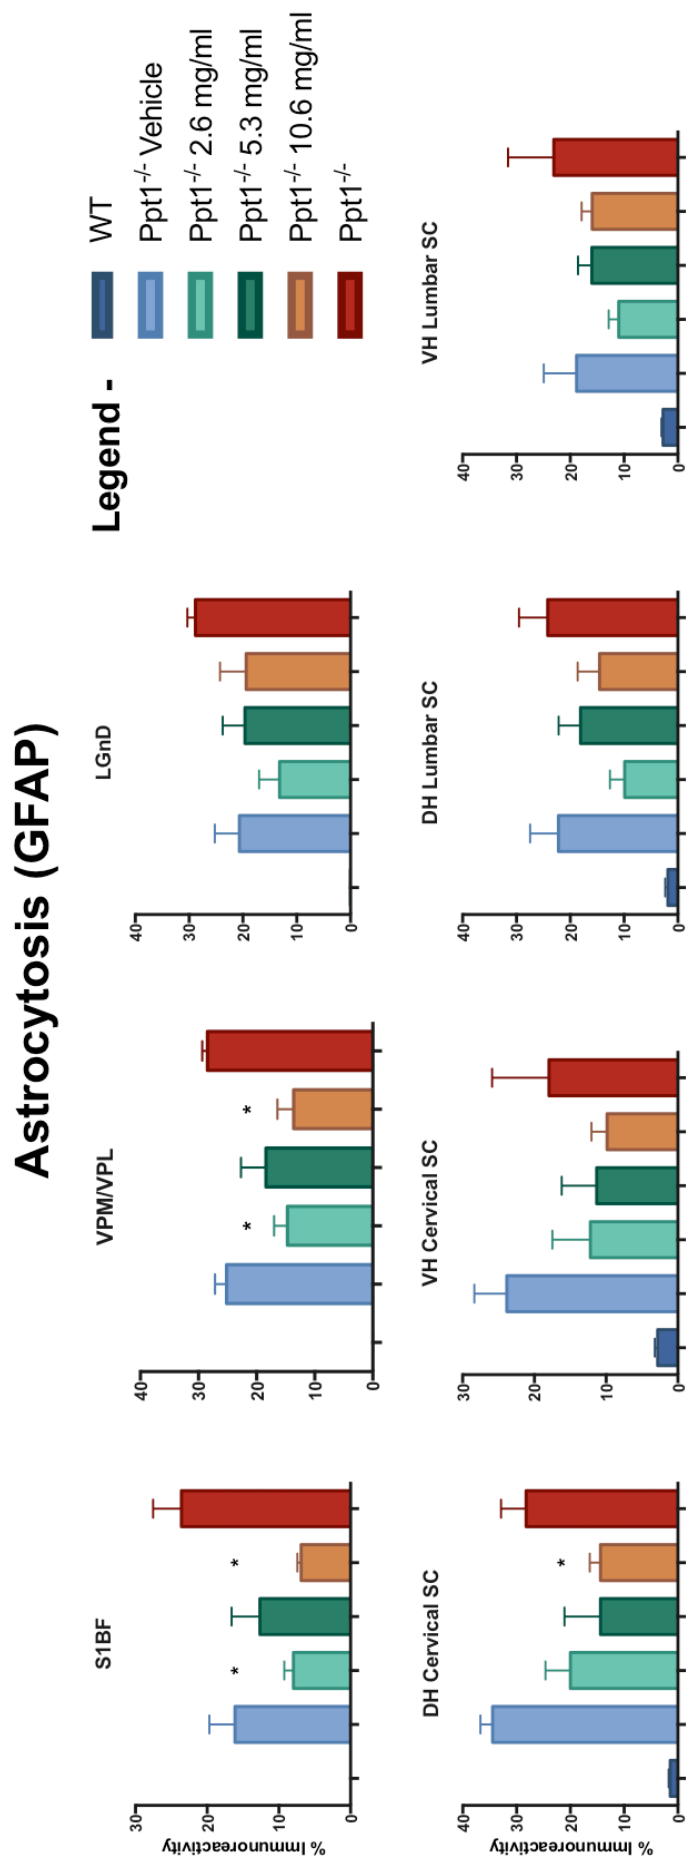 Astrocytosis (GFAP)
Legend -
WT
Ppt1-/- Vehicle
Ppt1-/- 2.6 mg/ml
Ppt1-/- 5.3 mg/ml
Ppt1-/- 10.6 mg/ml
Ppt1-/-
S1BF
% Immunoreactivity
30
20
10
0
*
*
VPM/VPL
40
30
20
10
0
*
*
LGnD
40
30
20
10
0
DH Cervical SC
% Immunoreactivity
40
30
20
10
0
*
VH Cervical SC
30
20
10
0
DH Lumbar SC
40
30
20
10
0
VH Lumbar SC
40
30
20
10
0